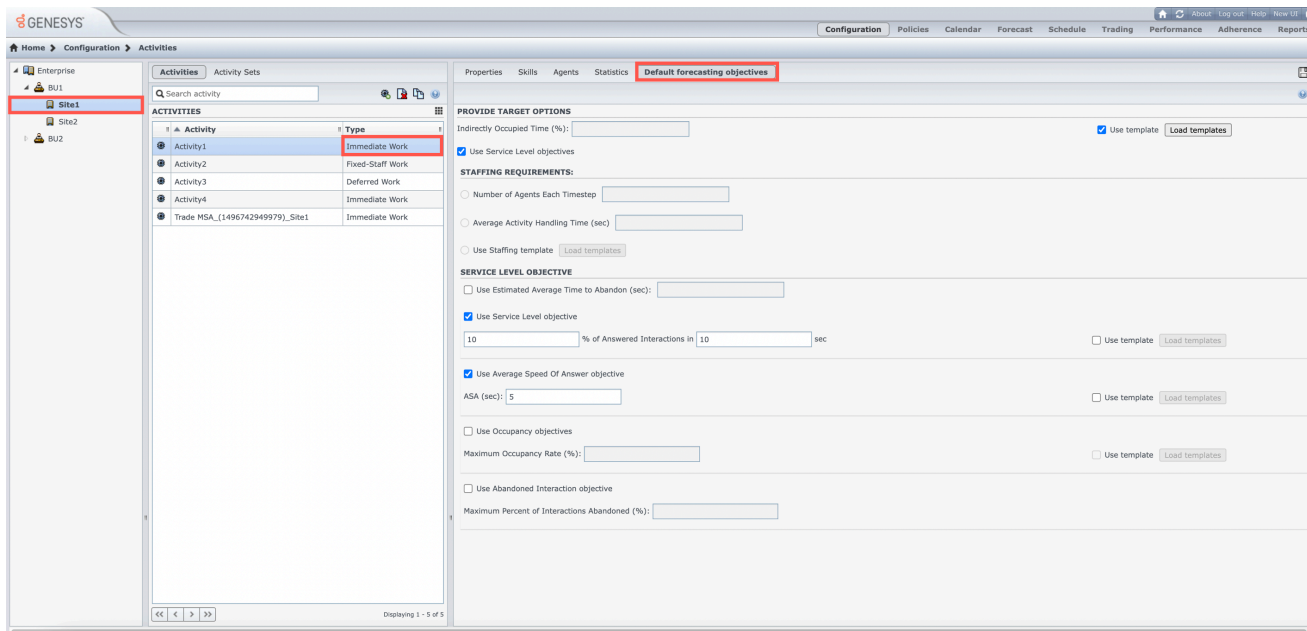 GENESYS
About Log out Help New UI
Configuration Policies Calendar Forecast Schedule Trading Performance Adherence Reports
Home Configuration Activities
Enterprise
BU1
Site1
Site2
BU2
Activities Activity Sets
Search activity
ACTIVITIES
Activity Type
Activity1 Immediate Work
Activity2 Fixed-Staff Work
Activity3 Deferred Work
Activity4 Immediate Work
Trade MSA_(1496742949979)_Site1 Immediate Work
<< < > >> Displaying 1 - 5 of 5
Properties Skills Agents Statistics Default forecasting objectives
PROVIDE TARGET OPTIONS
Indirectly Occupied Time (%): Use template Load templates
Use Service Level objectives
STAFFING REQUIREMENTS:
Number of Agents Each Timestep
Average Activity Handling Time (sec)
Use Staffing template Load templates
SERVICE LEVEL OBJECTIVE
Use Estimated Average Time to Abandon (sec):
Use Service Level objective
10 % of Answered Interactions in 10 sec Use template Load templates
Use Average Speed Of Answer objective
ASA (sec): 5 Use template Load templates
Use Occupancy objectives
Maximum Occupancy Rate (%): Use template Load templates
Use Abandoned Interaction objective
Maximum Percent of Interactions Abandoned (%):